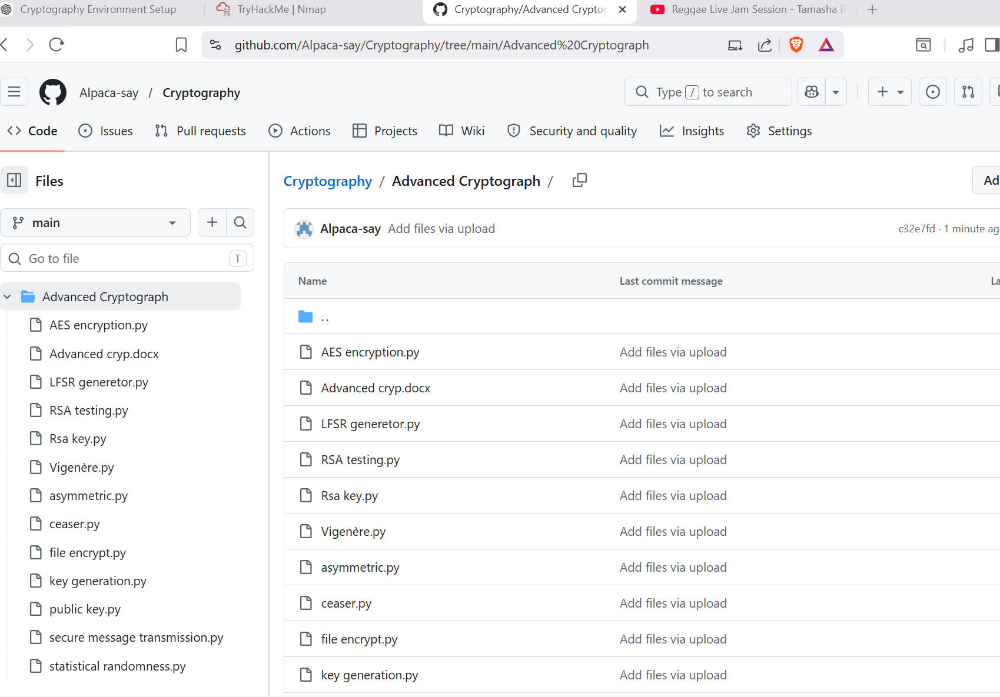 Cryptography Environment Setup
TryHackMe | Nmap
Cryptography/Advanced Cryptog
Reggae Live Jam Session - Tamasha B
github.com/Alpaca-say/Cryptography/tree/main/Advanced%20Cryptograph
Alpaca-say / Cryptography
Type / to search
Code
Issues
Pull requests
Actions
Projects
Wiki
Security and quality
Insights
Settings
Files
main
Go to file
T
Advanced Cryptograph
AES encryption.py
Advanced cryp.docx
LFSR generetor.py
RSA testing.py
Rsa key.py
Vigenère.py
asymmetric.py
ceaser.py
file encrypt.py
key generation.py
public key.py
secure message transmission.py
statistical randomness.py
Cryptography / Advanced Cryptograph /
Ad
Alpaca-say Add files via upload
c32e7fd · 1 minute ag
Name Last commit message La
..
AES encryption.py Add files via upload
Advanced cryp.docx Add files via upload
LFSR generetor.py Add files via upload
RSA testing.py Add files via upload
Rsa key.py Add files via upload
Vigenère.py Add files via upload
asymmetric.py Add files via upload
ceaser.py Add files via upload
file encrypt.py Add files via upload
key generation.py Add files via upload